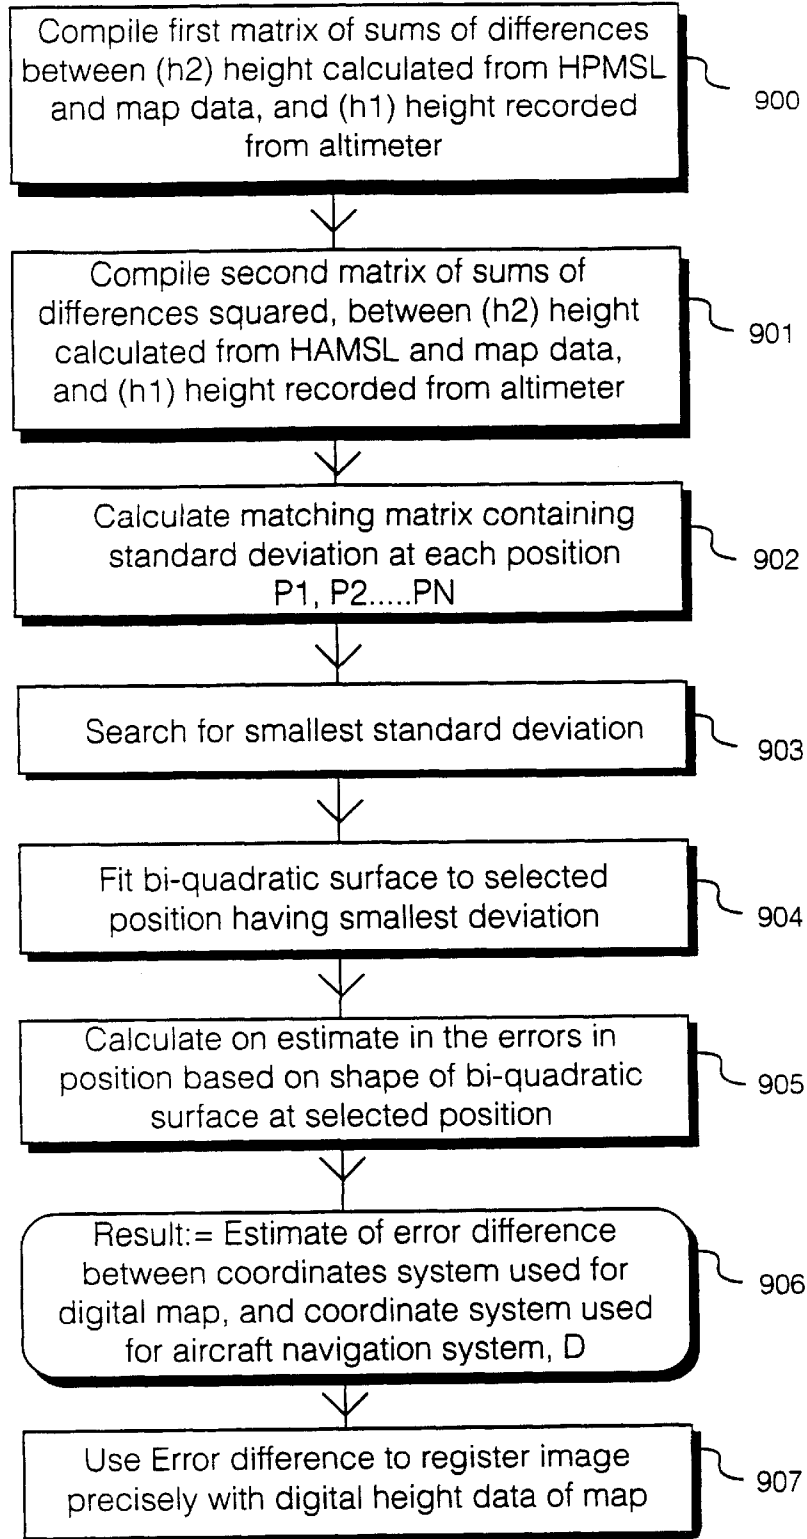 Compile first matrix of sums of differences
between (h2) height calculated from HPMSL
and map data, and (h1) height recorded
from altimeter
900
Compile second matrix of sums of
differences squared, between (h2) height
calculated from HAMSL and map data,
and (h1) height recorded from altimeter
901
Calculate matching matrix containing
standard deviation at each position
P1, P2.....PN
902
Search for smallest standard deviation
903
Fit bi-quadratic surface to selected
position having smallest deviation
904
Calculate on estimate in the errors in
position based on shape of bi-quadratic
surface at selected position
905
Result:= Estimate of error difference
between coordinates system used for
digital map, and coordinate system used
for aircraft navigation system, D
906
Use Error difference to register image
precisely with digital height data of map
907